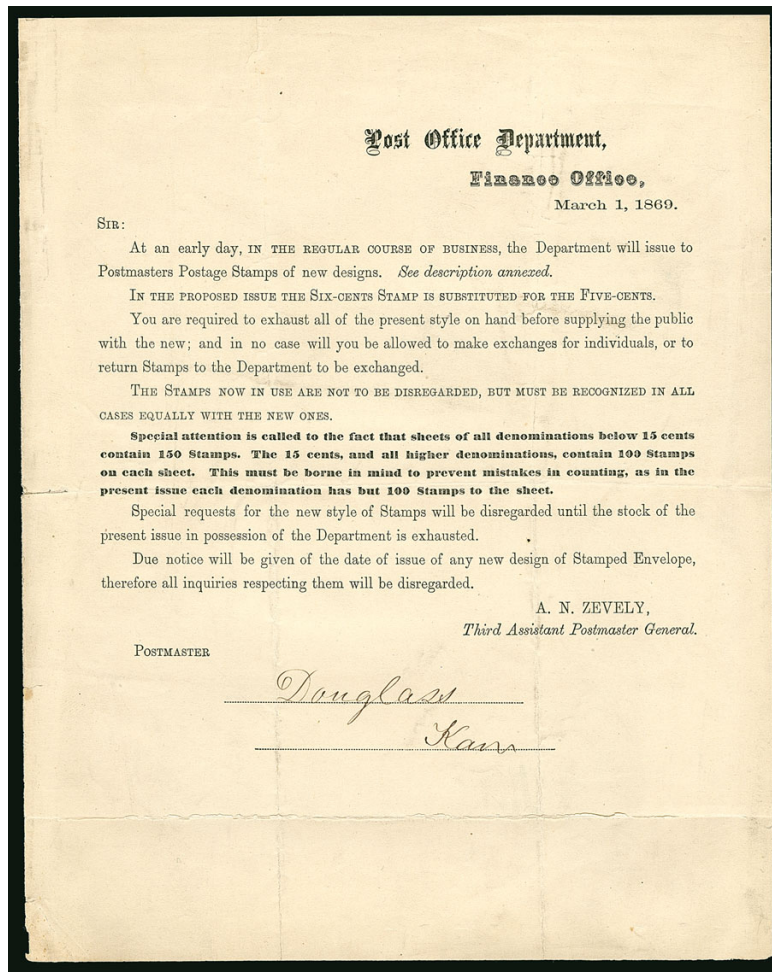 Post Office Department,
Finance Office,
March 1, 1869.
SIR:
At an early day, IN THE REGULAR COURSE OF BUSINESS, the Department will issue to
Postmasters Postage Stamps of new designs. See description annexed.
IN THE PROPOSED ISSUE THE SIX-CENTS STAMP IS SUBSTITUTED FOR THE FIVE-CENTS.
You are required to exhaust all of the present style on hand before supplying the public
with the new; and in no case will you be allowed to make exchanges for individuals, or to
return Stamps to the Department to be exchanged.
THE STAMPS NOW IN USE ARE NOT TO BE DISREGARDED, BUT MUST BE RECOGNIZED IN ALL
CASES EQUALLY WITH THE NEW ONES.
Special attention is called to the fact that sheets of all denominations below 15 cents
contain 150 Stamps. The 15 cents, and all higher denominations, contain 100 Stamps
on each sheet. This must be borne in mind to prevent mistakes in counting, as in the
present issue each denomination has but 100 Stamps to the sheet.
Special requests for the new style of Stamps will be disregarded until the stock of the
present issue in possession of the Department is exhausted.
Due notice will be given of the date of issue of any new design of Stamped Envelope,
therefore all inquiries respecting them will be disregarded.
A. N. ZEVELY,
Third Assistant Postmaster General.
POSTMASTER
Douglass
Kans